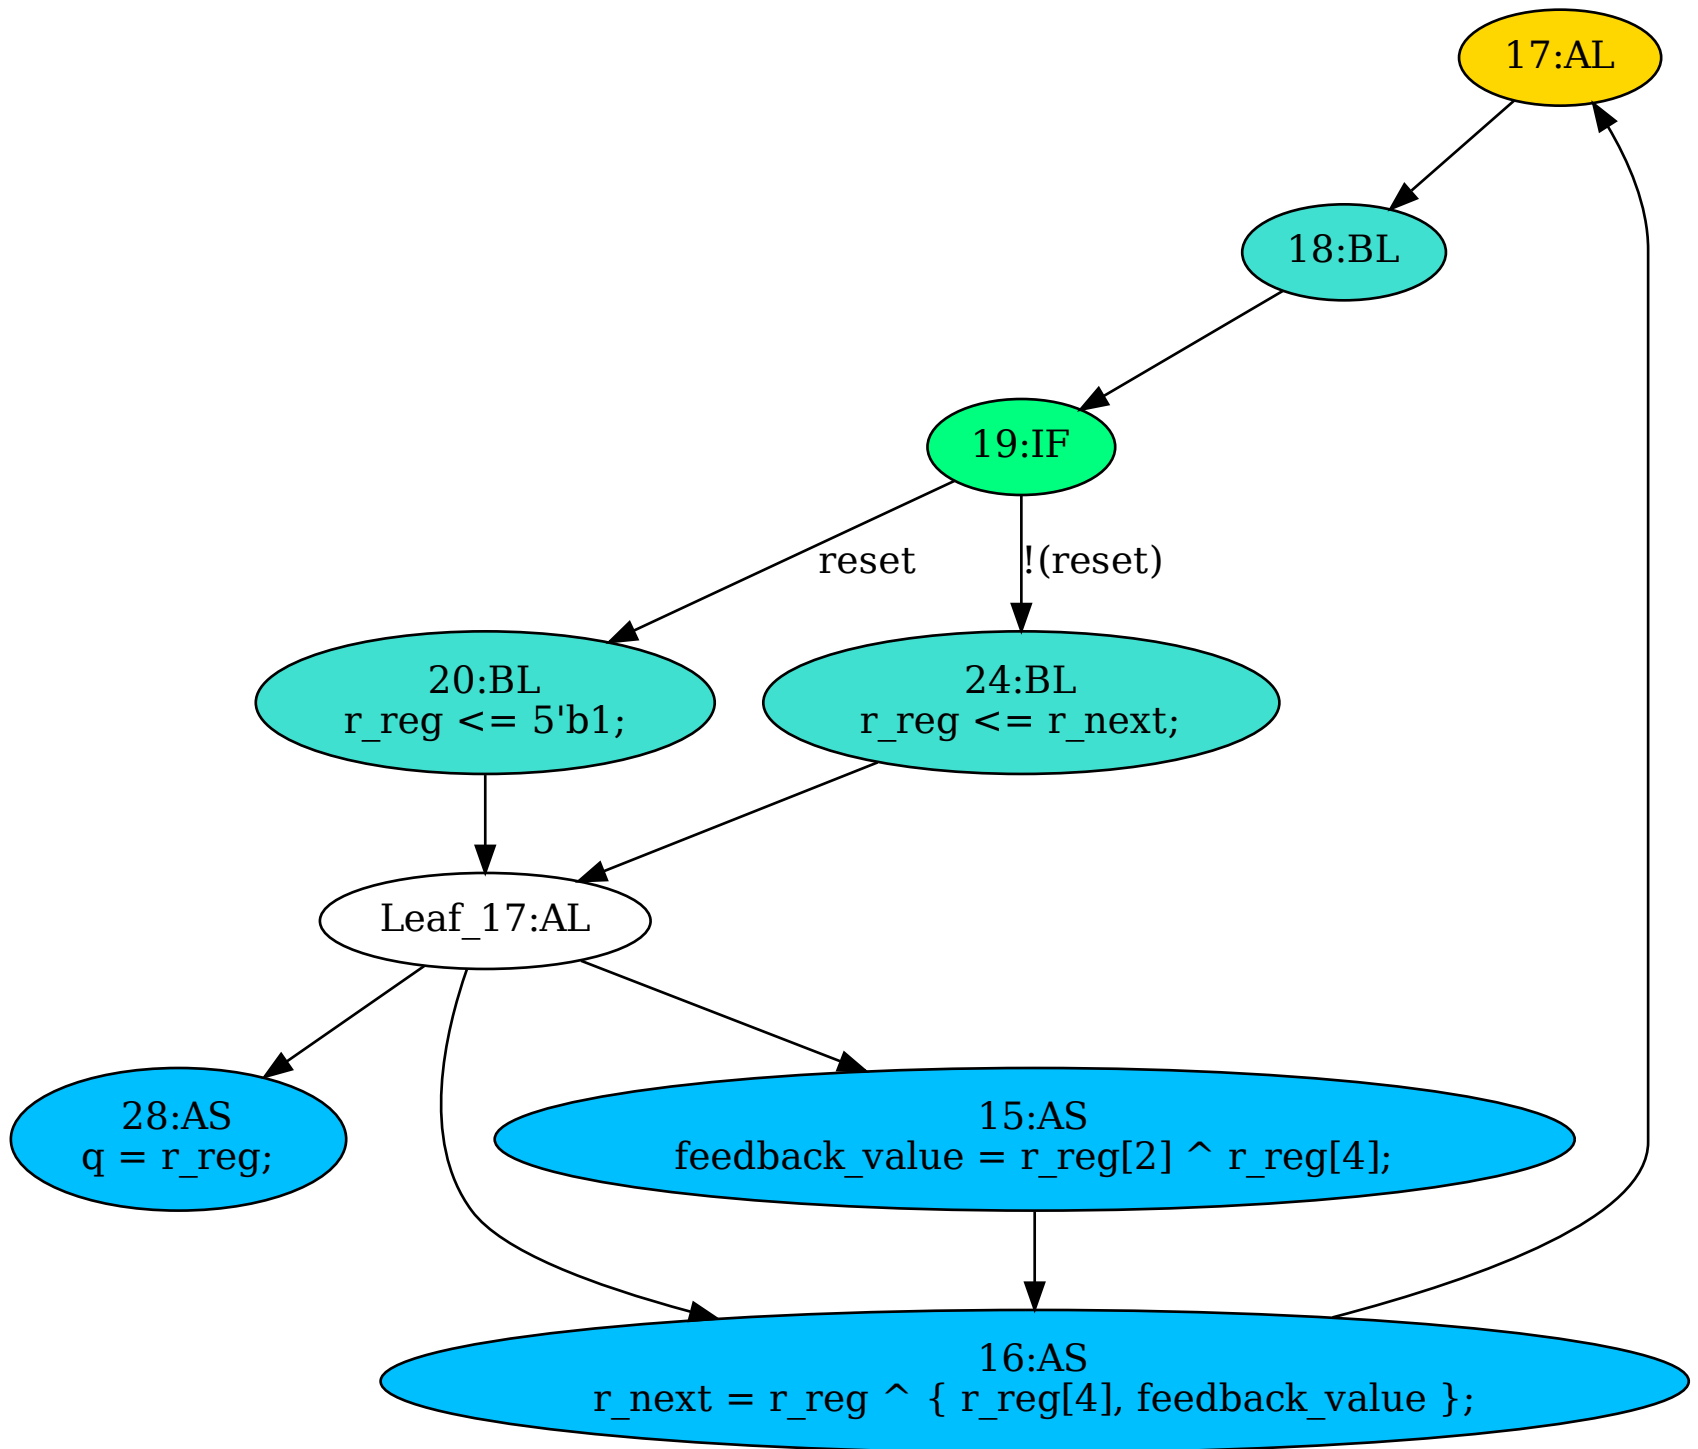 17:AL
18:BL
19:IF
reset
!(reset)
20:BL
r_reg <= 5'b1;
24:BL
r_reg <= r_next;
Leaf_17:AL
28:AS
q = r_reg;
15:AS
feedback_value = r_reg[2] ^ r_reg[4];
16:AS
r_next = r_reg ^ { r_reg[4], feedback_value };